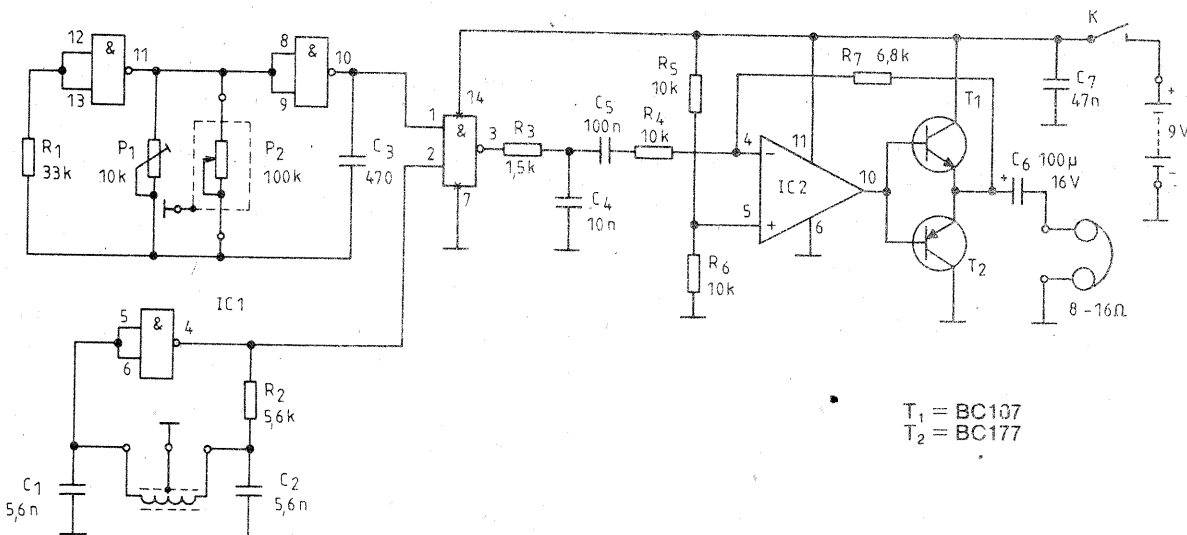 12
&
11
13
R1
33k
P1
10k
P2
100k
8
&
10
9
C3
470
1
14
&
2
3
7
R3
1,5k
C4
10n
C5
100n
R4
10k
R5
10k
R6
10k
R7 6,8k
4
−
11
IC2
10
5
+
6
T1
T2
C6 100µ
16V
+
8-16Ω
C7
47n
K
+
9V
-
IC1
5
&
4
6
R2
5,6k
C1
5,6n
C2
5,6n
T1 = BC107
T2 = BC177